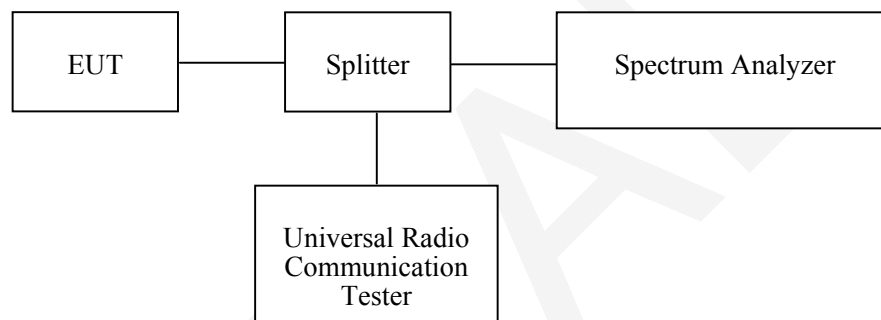 EUT
Splitter
Spectrum Analyzer
Universal Radio
Communication
Tester